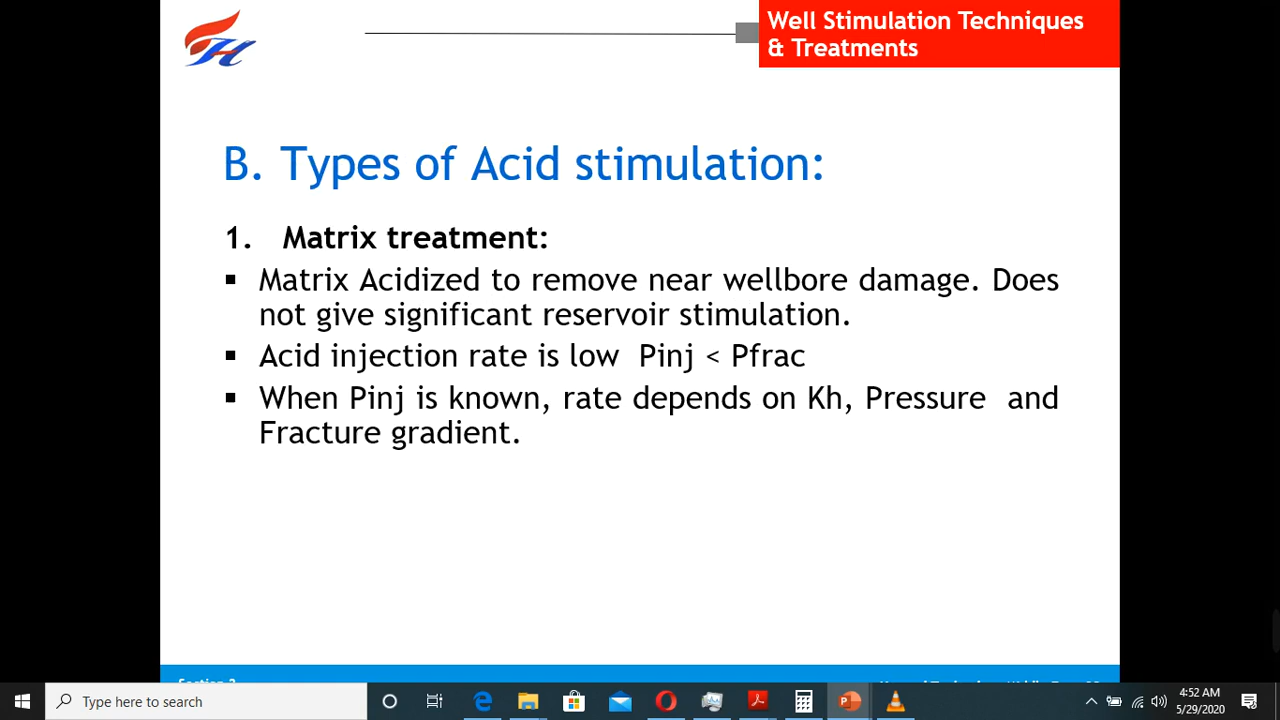 Well Stimulation Techniques
& Treatments
B. Types of Acid stimulation:
1. Matrix treatment:
▪ Matrix Acidized to remove near wellbore damage. Does
not give significant reservoir stimulation.
▪ Acid injection rate is low Pinj < Pfrac
▪ When Pinj is known, rate depends on Kh, Pressure and
Fracture gradient.
Type here to search
4:52 AM
5/29/2020